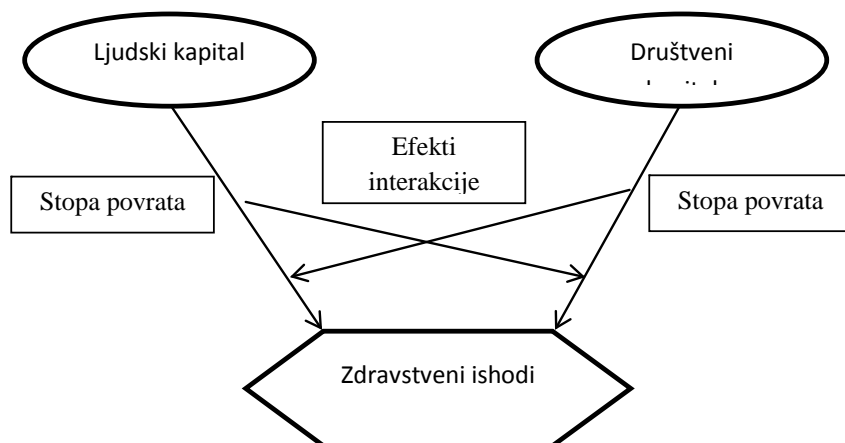 Ljudski kapital
Društveni
Efekti
interakcije
Stopa povrata
Stopa povrata
Zdravstveni ishodi